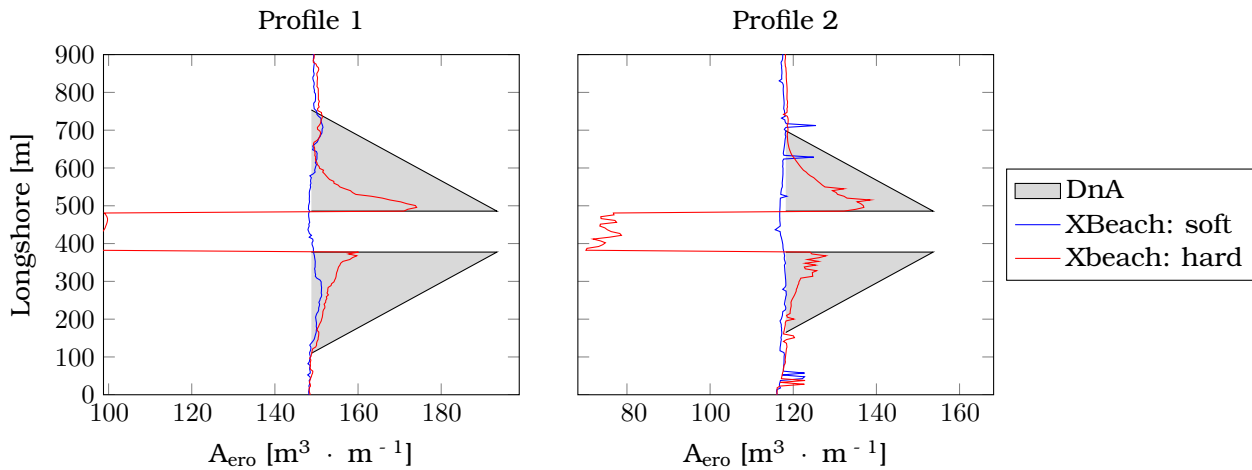 Profile 1
Profile 2
900
800
700
600
500
400
300
200
100
0
Longshore [m]
100 120 140 160 180
80 100 120 140 160
A_ero [m³ · m⁻¹]
A_ero [m³ · m⁻¹]
DnA
XBeach: soft
Xbeach: hard